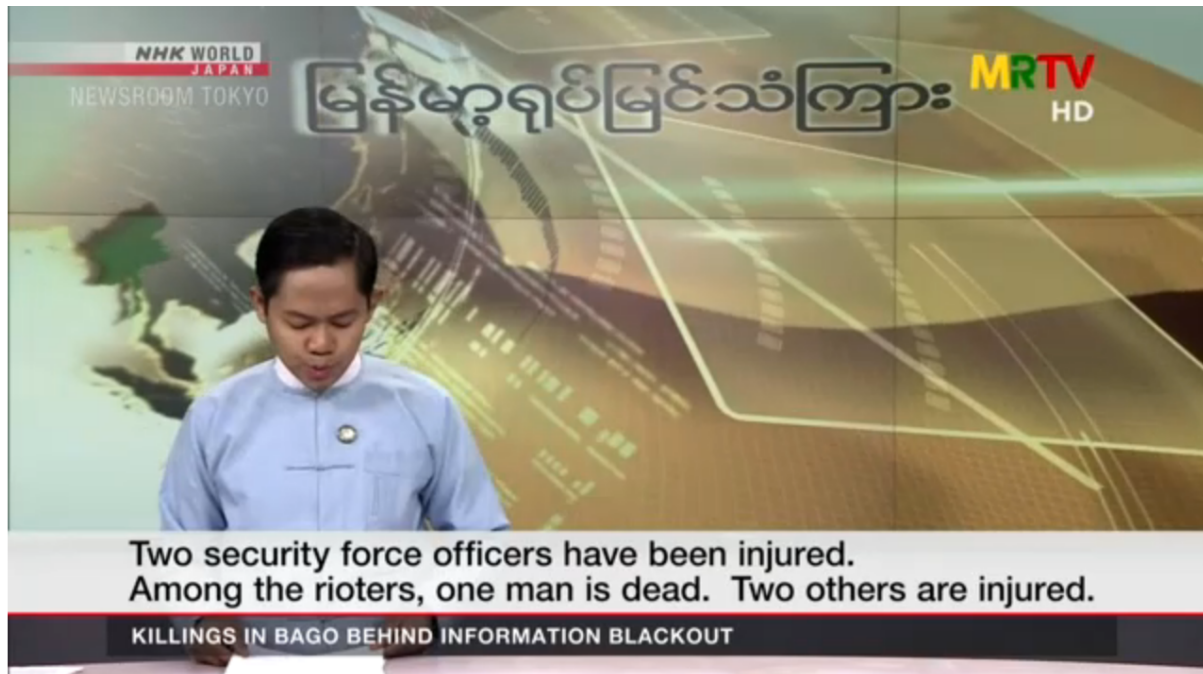 NHK WORLD
JAPAN
NEWSROOM TOKYO
မြန်မာ့ရုပ်မြင်သံကြား
MRTV
HD
Two security force officers have been injured.
Among the rioters, one man is dead. Two others are injured.
KILLINGS IN BAGO BEHIND INFORMATION BLACKOUT